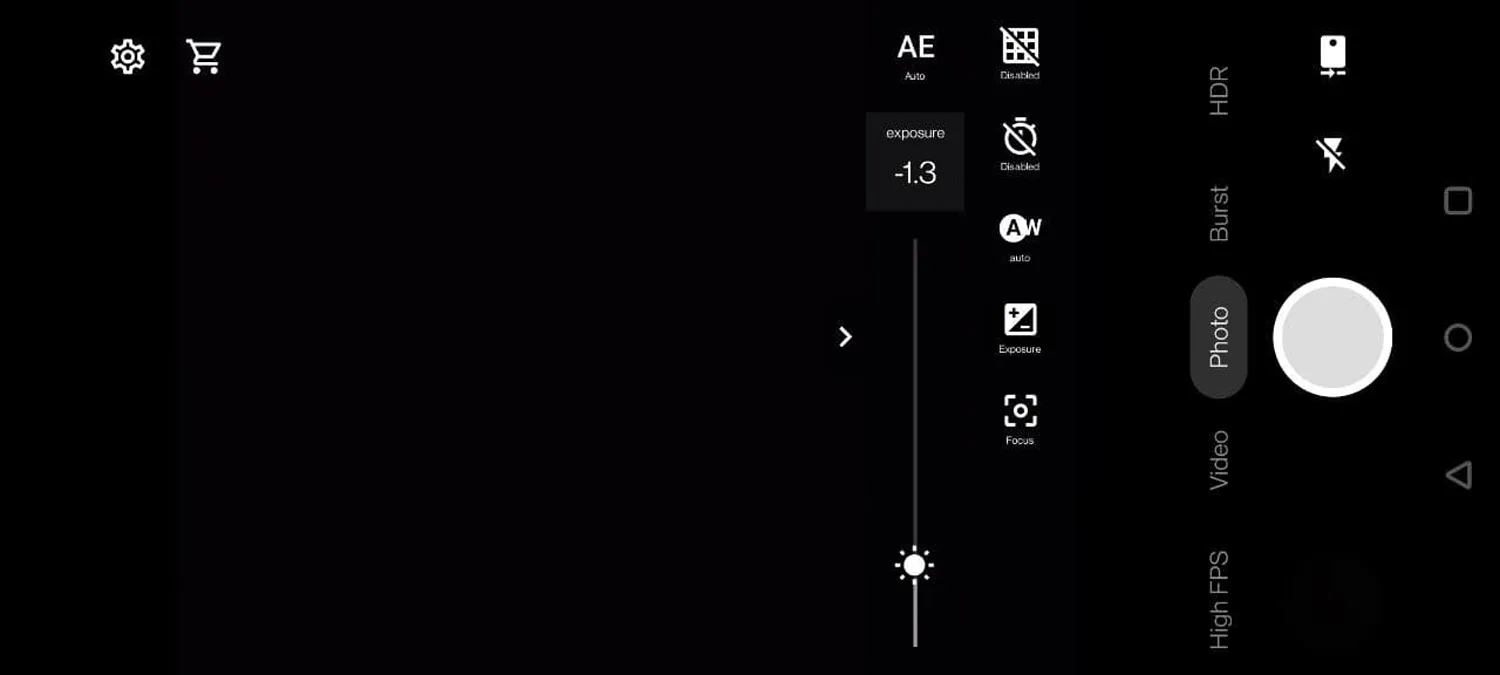 AE
Auto
exposure
-1.3
Disabled
Disabled
AW
auto
Exposure
Focus
HDR
Burst
Photo
Video
High FPS